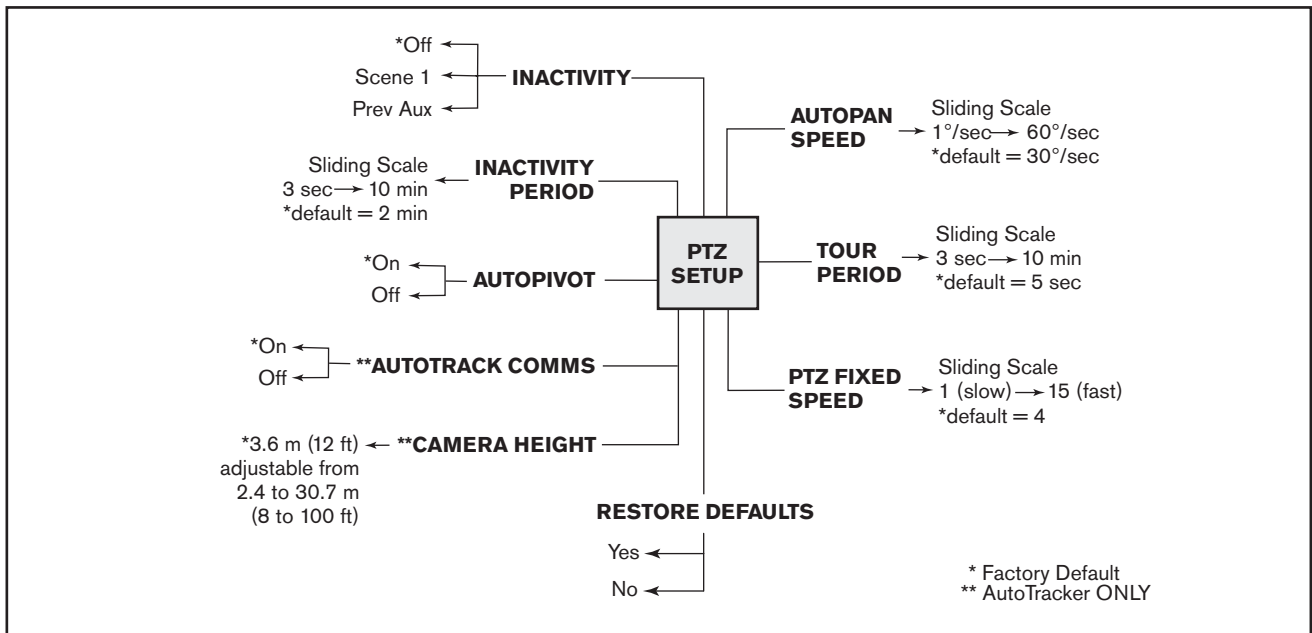 *Off
Scene 1
Prev Aux
INACTIVITY
Sliding Scale
3 sec→ 10 min
*default = 2 min
INACTIVITY
PERIOD
*On
Off
AUTOPIVOT
*On
Off
**AUTOTRACK COMMS
*3.6 m (12 ft)
adjustable from
2.4 to 30.7 m
(8 to 100 ft)
**CAMERA HEIGHT
PTZ
SETUP
AUTOPAN
SPEED
Sliding Scale
1°/sec→ 60°/sec
*default = 30°/sec
TOUR
PERIOD
Sliding Scale
3 sec→ 10 min
*default = 5 sec
PTZ FIXED
SPEED
Sliding Scale
1 (slow)→ 15 (fast)
*default = 4
RESTORE DEFAULTS
Yes
No
* Factory Default
** AutoTracker ONLY